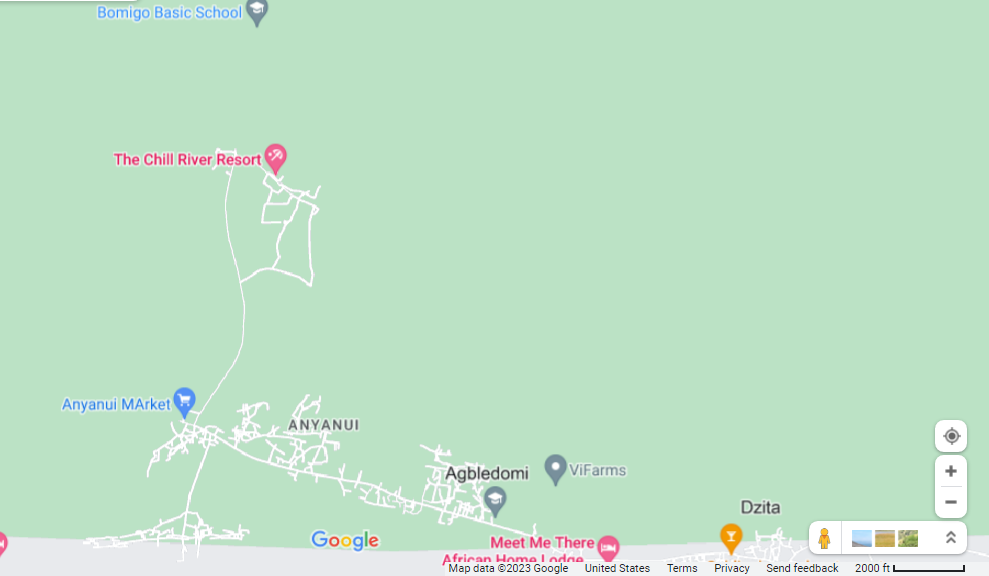 Bomigo Basic School
The Chill River Resort
Anyanui MArket
ANYANUI
Agbledomi
ViFarms
Dzita
Google
Meet Me There
African Home Lodge
Map data ©2023 Google United States Terms Privacy Send feedback 2000 ft